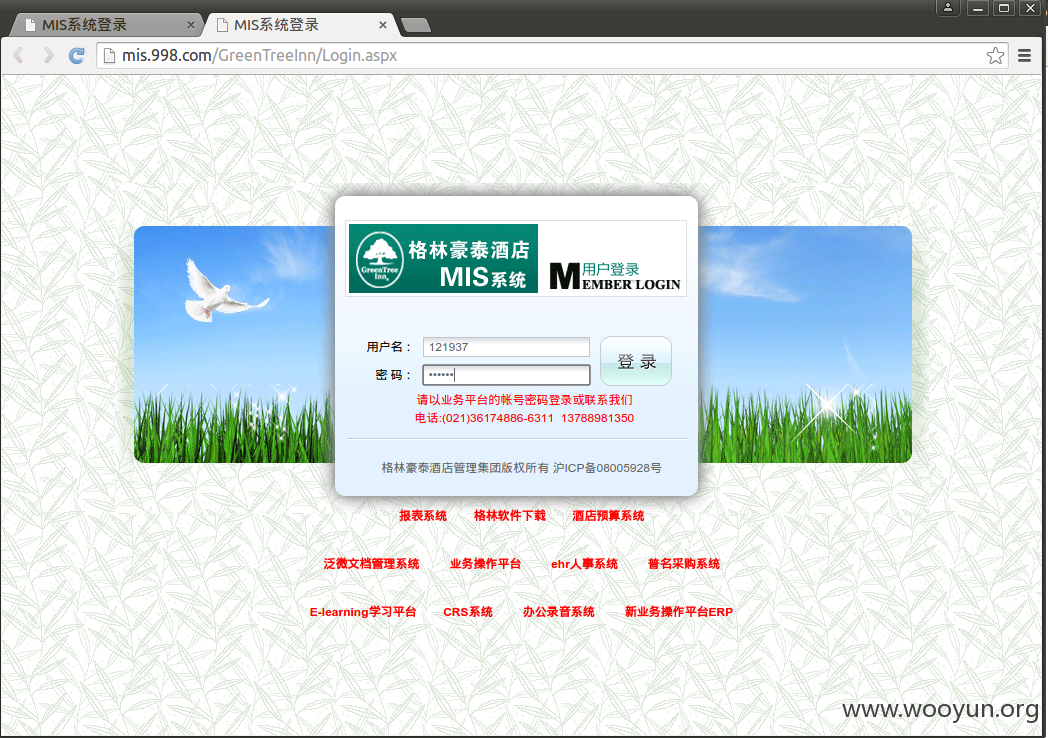 MIS系统登录 MIS系统登录
mis.998.com/GreenTreeInn/Login.aspx
GreenTree Inn
格林豪泰酒店
MIS系统
用户登录
MEMBER LOGIN
用户名： 121937
登 录
密 码： ••••••
请以业务平台的帐号密码登录或联系我们
电话:(021)36174886-6311 13788981350
格林豪泰酒店管理集团版权所有 沪ICP备08005928号
报表系统 格林软件下载 酒店预算系统
泛微文档管理系统 业务操作平台 ehr人事系统 普名采购系统
E-learning学习平台 CRS系统 办公录音系统 新业务操作平台ERP
www.wooyun.org